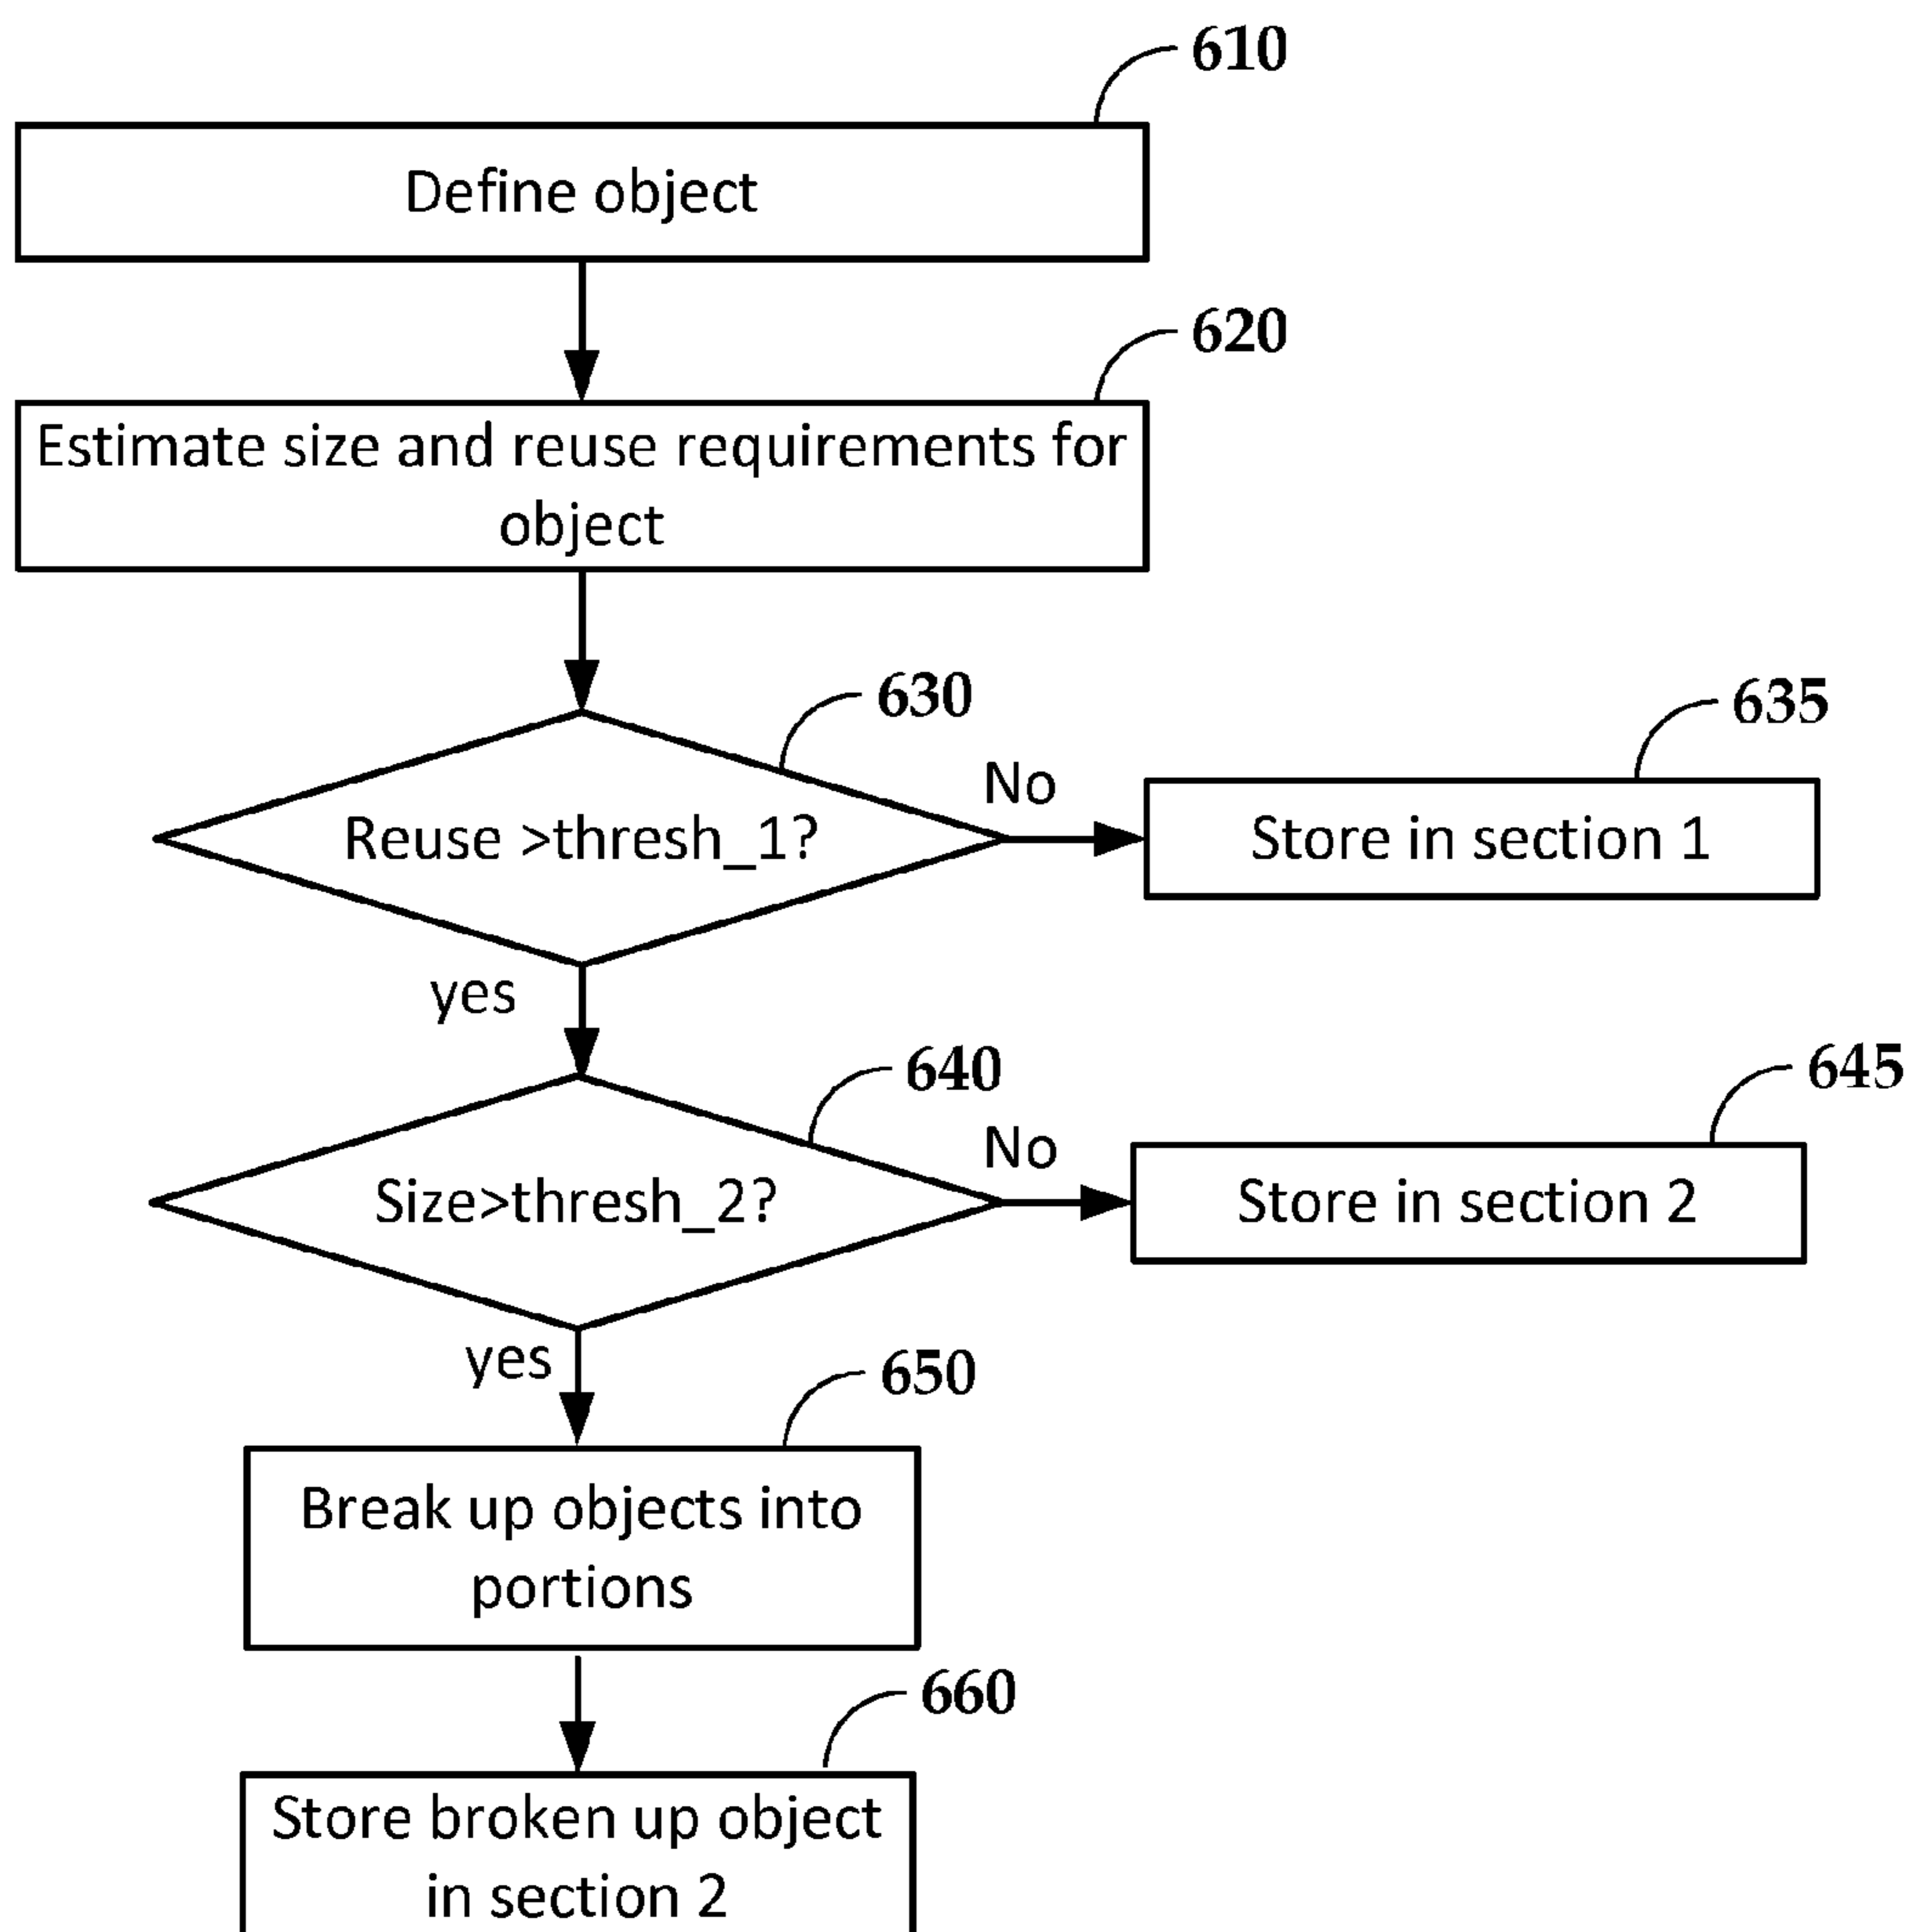 610
Define object
620
Estimate size and reuse requirements for
object
630
635
No
Reuse >thresh_1?
Store in section 1
yes
640
645
No
Size>thresh_2?
Store in section 2
yes
650
Break up objects into
portions
660
Store broken up object
in section 2